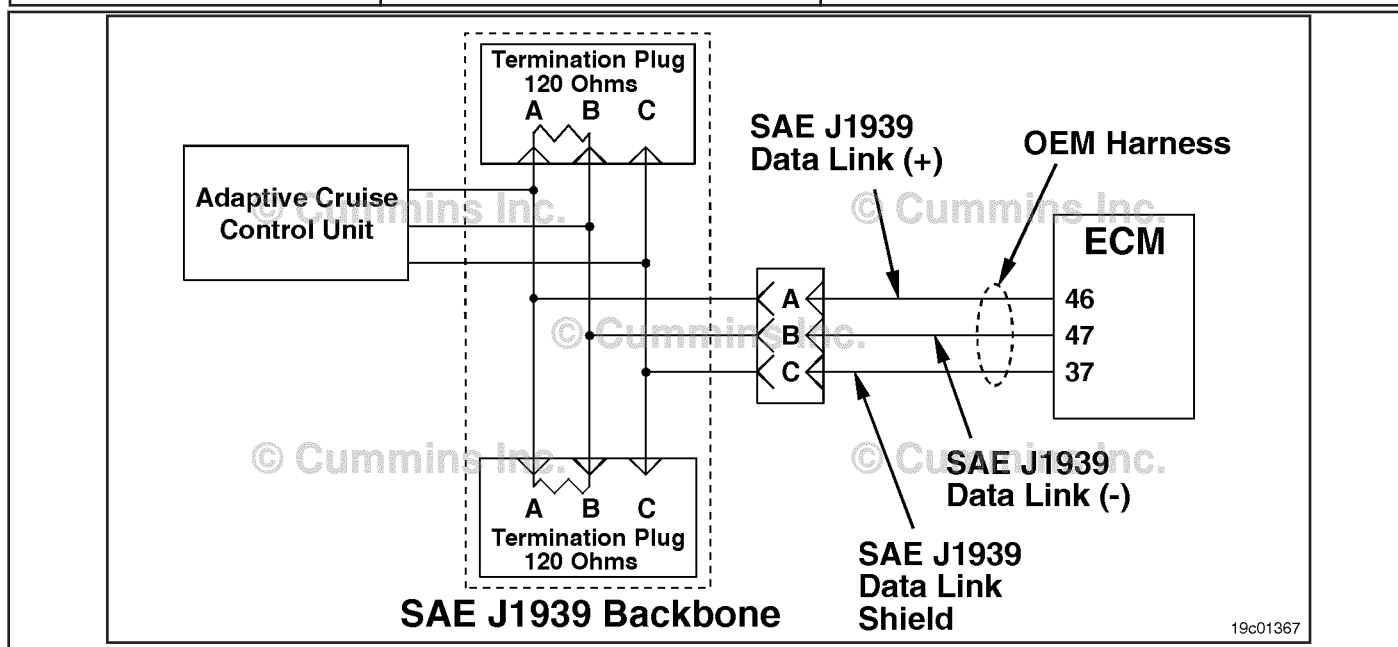 Termination Plug
120 Ohms
A B C
SAE J1939
Data Link (+)
OEM Harness
Adaptive Cruise
Control Unit
© Cummins Inc.
© Cummins Inc.
ECM
A
46
© Cummins Inc.
B
47
C
37
© Cummins Inc.
© Cummins Inc.
SAE J1939
Data Link (-)
A B C
Termination Plug
120 Ohms
SAE J1939
Data Link
Shield
SAE J1939 Backbone
19c01367